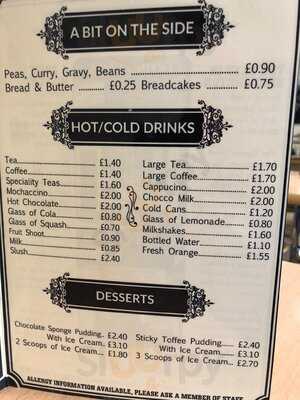 A BIT ON THE SIDE
Peas, Curry, Gravy, Beans .................. £0.90
Bread & Butter ........ £0.25 Breadcakes ........... £0.75
HOT/COLD DRINKS
Tea..................... £1.40
Coffee.................. £1.40
Speciality Teas......... £1.60
Mochaccino.............. £2.00
Hot Chocolate........... £2.00
Glass of Cola........... £0.80
Glass of Squash......... £0.70
Fruit Shoot............. £0.90
Milk.................... £0.85
Slush................... £2.40
Large Tea............... £1.70
Large Coffee............ £1.70
Cappucino............... £2.00
Chocco Milk............. £2.00
Cold Cans............... £1.20
Glass of Lemonade....... £0.80
Milkshakes.............. £1.60
Bottled Water........... £1.10
Fresh Orange............ £1.55
DESSERTS
Chocolate Sponge Pudding.. £2.40
With Ice Cream.. £3.10
2 Scoops of Ice Cream... £1.80
Sticky Toffee Pudding..... £2.40
With Ice Cream...... £3.10
3 Scoops of Ice Cream... £2.70
ALLERGY INFORMATION AVAILABLE, PLEASE ASK A MEMBER OF STAFF